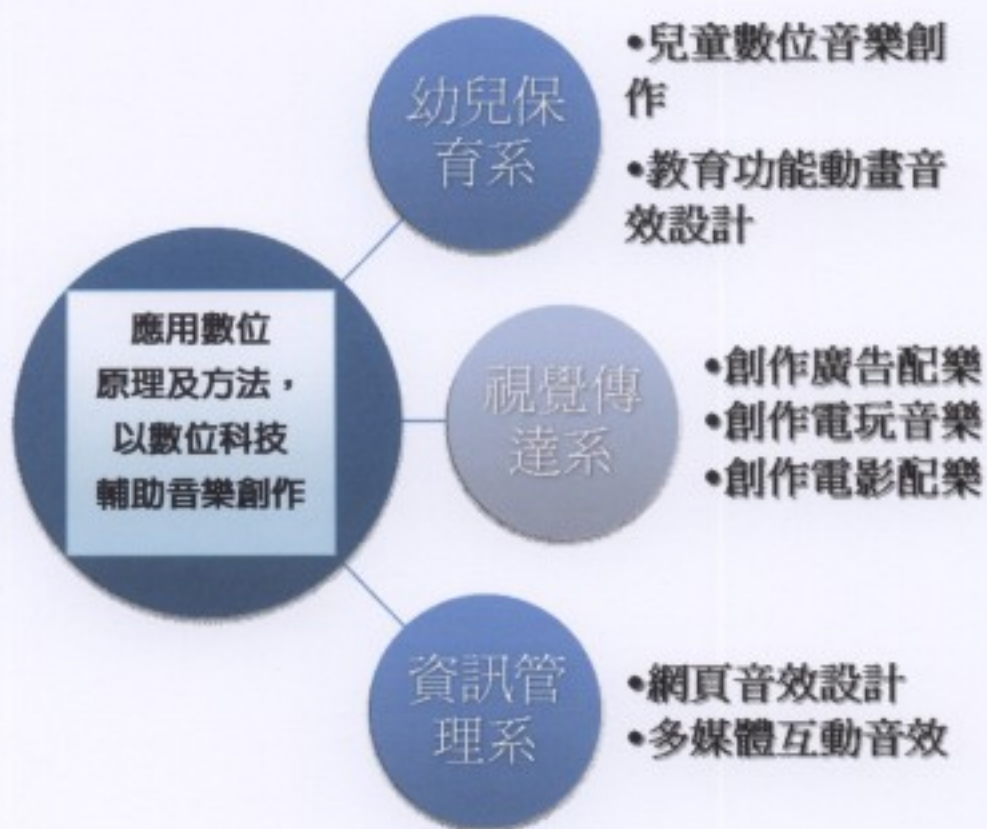 幼兒保
育系
•兒童數位音樂創
作
•教育功能動畫音
效設計
應用數位
原理及方法，
以數位科技
輔助音樂創作
視覺傳
達系
•創作廣告配樂
•創作電玩音樂
•創作電影配樂
資訊管
理系
•網頁音效設計
•多媒體互動音效